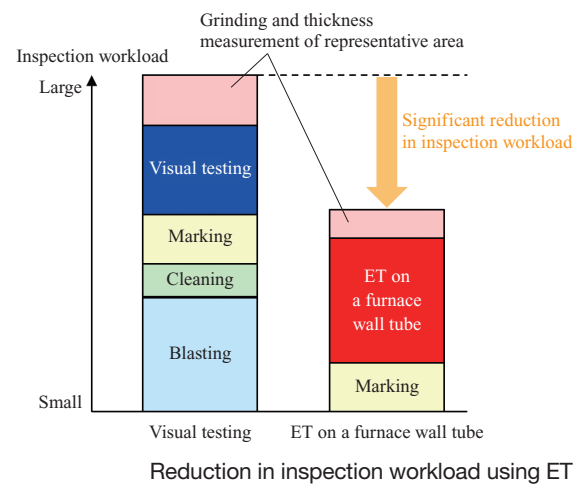 Grinding and thickness
measurement of representative area
Inspection workload
Large
Significant reduction
in inspection workload
Visual testing
Marking
Cleaning
Blasting
ET on
a furnace
wall tube
Marking
Small
Visual testing
ET on a furnace wall tube
Reduction in inspection workload using ET